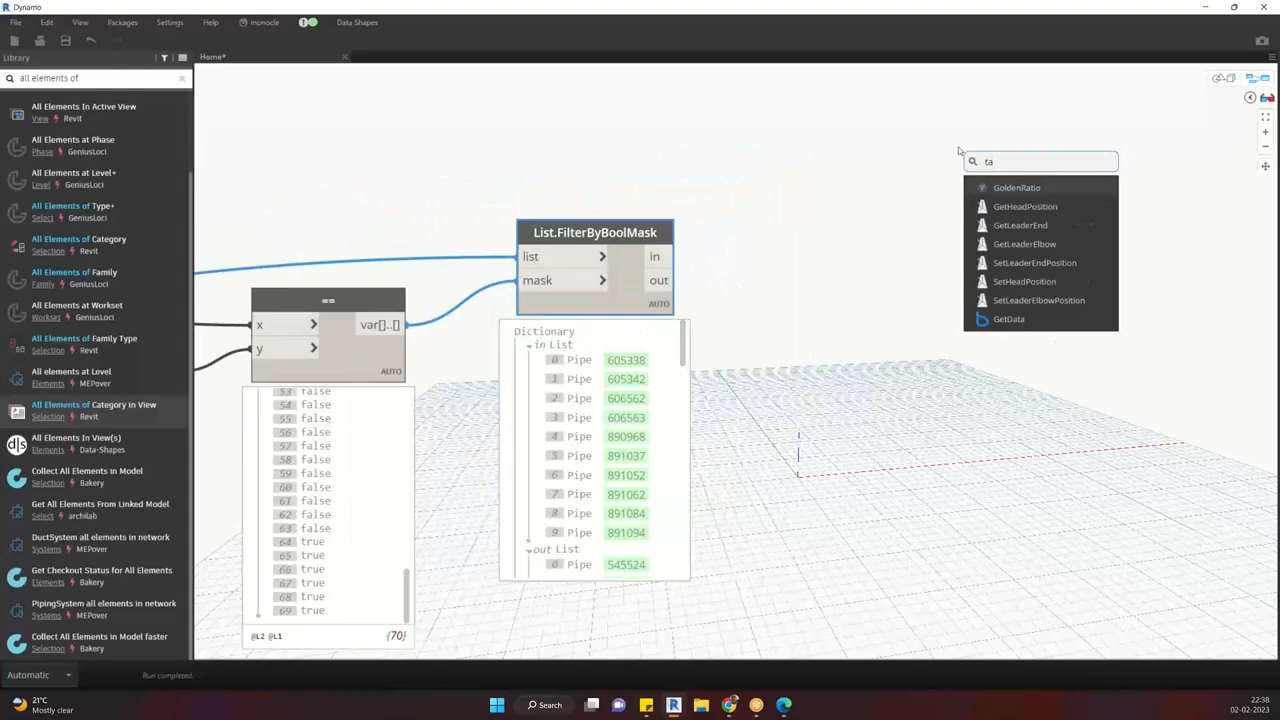 Dynamo
File Edit View Packages Settings Help monocle Data Shapes
Library
Home*
all elements of
All Elements In Active View
View Revit
All Elements at Phase
Phase GeniusLoci
All Elements at Level+
Level GeniusLoci
All Elements of Type+
Select GeniusLoci
All Elements of Category
Selection Revit
All Elements of Family
Family GeniusLoci
All Elements at Workset
Workset GeniusLoci
All Elements of Family Type
Selection Revit
All elements at Level
Elements MEPover
All Elements of Category in View
Selection Revit
All Elements In View(s)
Elements Data-Shapes
Collect All Elements in Model
Selection Bakery
Get All Elements From Linked Model
Select archilab
DuctSystem all elements in network
Systems MEPover
Get Checkout Status for All Elements
Elements Bakery
PipingSystem all elements in network
Systems MEPover
Collect All Elements in Model faster
Selection Bakery
==
x > var[]..[]
y >
AUTO
53 false
54 false
55 false
56 false
57 false
58 false
59 false
60 false
61 false
62 false
63 false
64 true
65 true
66 true
67 true
68 true
69 true
@L2 @L1 {70}
List.FilterByBoolMask
list > in
mask > out
AUTO
Dictionary
in List
0 Pipe 605338
1 Pipe 605342
2 Pipe 606562
3 Pipe 606563
4 Pipe 890968
5 Pipe 891037
6 Pipe 891052
7 Pipe 891062
8 Pipe 891084
9 Pipe 891094
out List
0 Pipe 545524
ta
GoldenRatio
GetHeadPosition
GetLeaderEnd
GetLeaderElbow
SetLeaderEndPosition
SetHeadPosition
SetLeaderElbowPosition
GetData
Automatic
Run completed.
21°C
Mostly clear
Search
22:38
02-02-2023